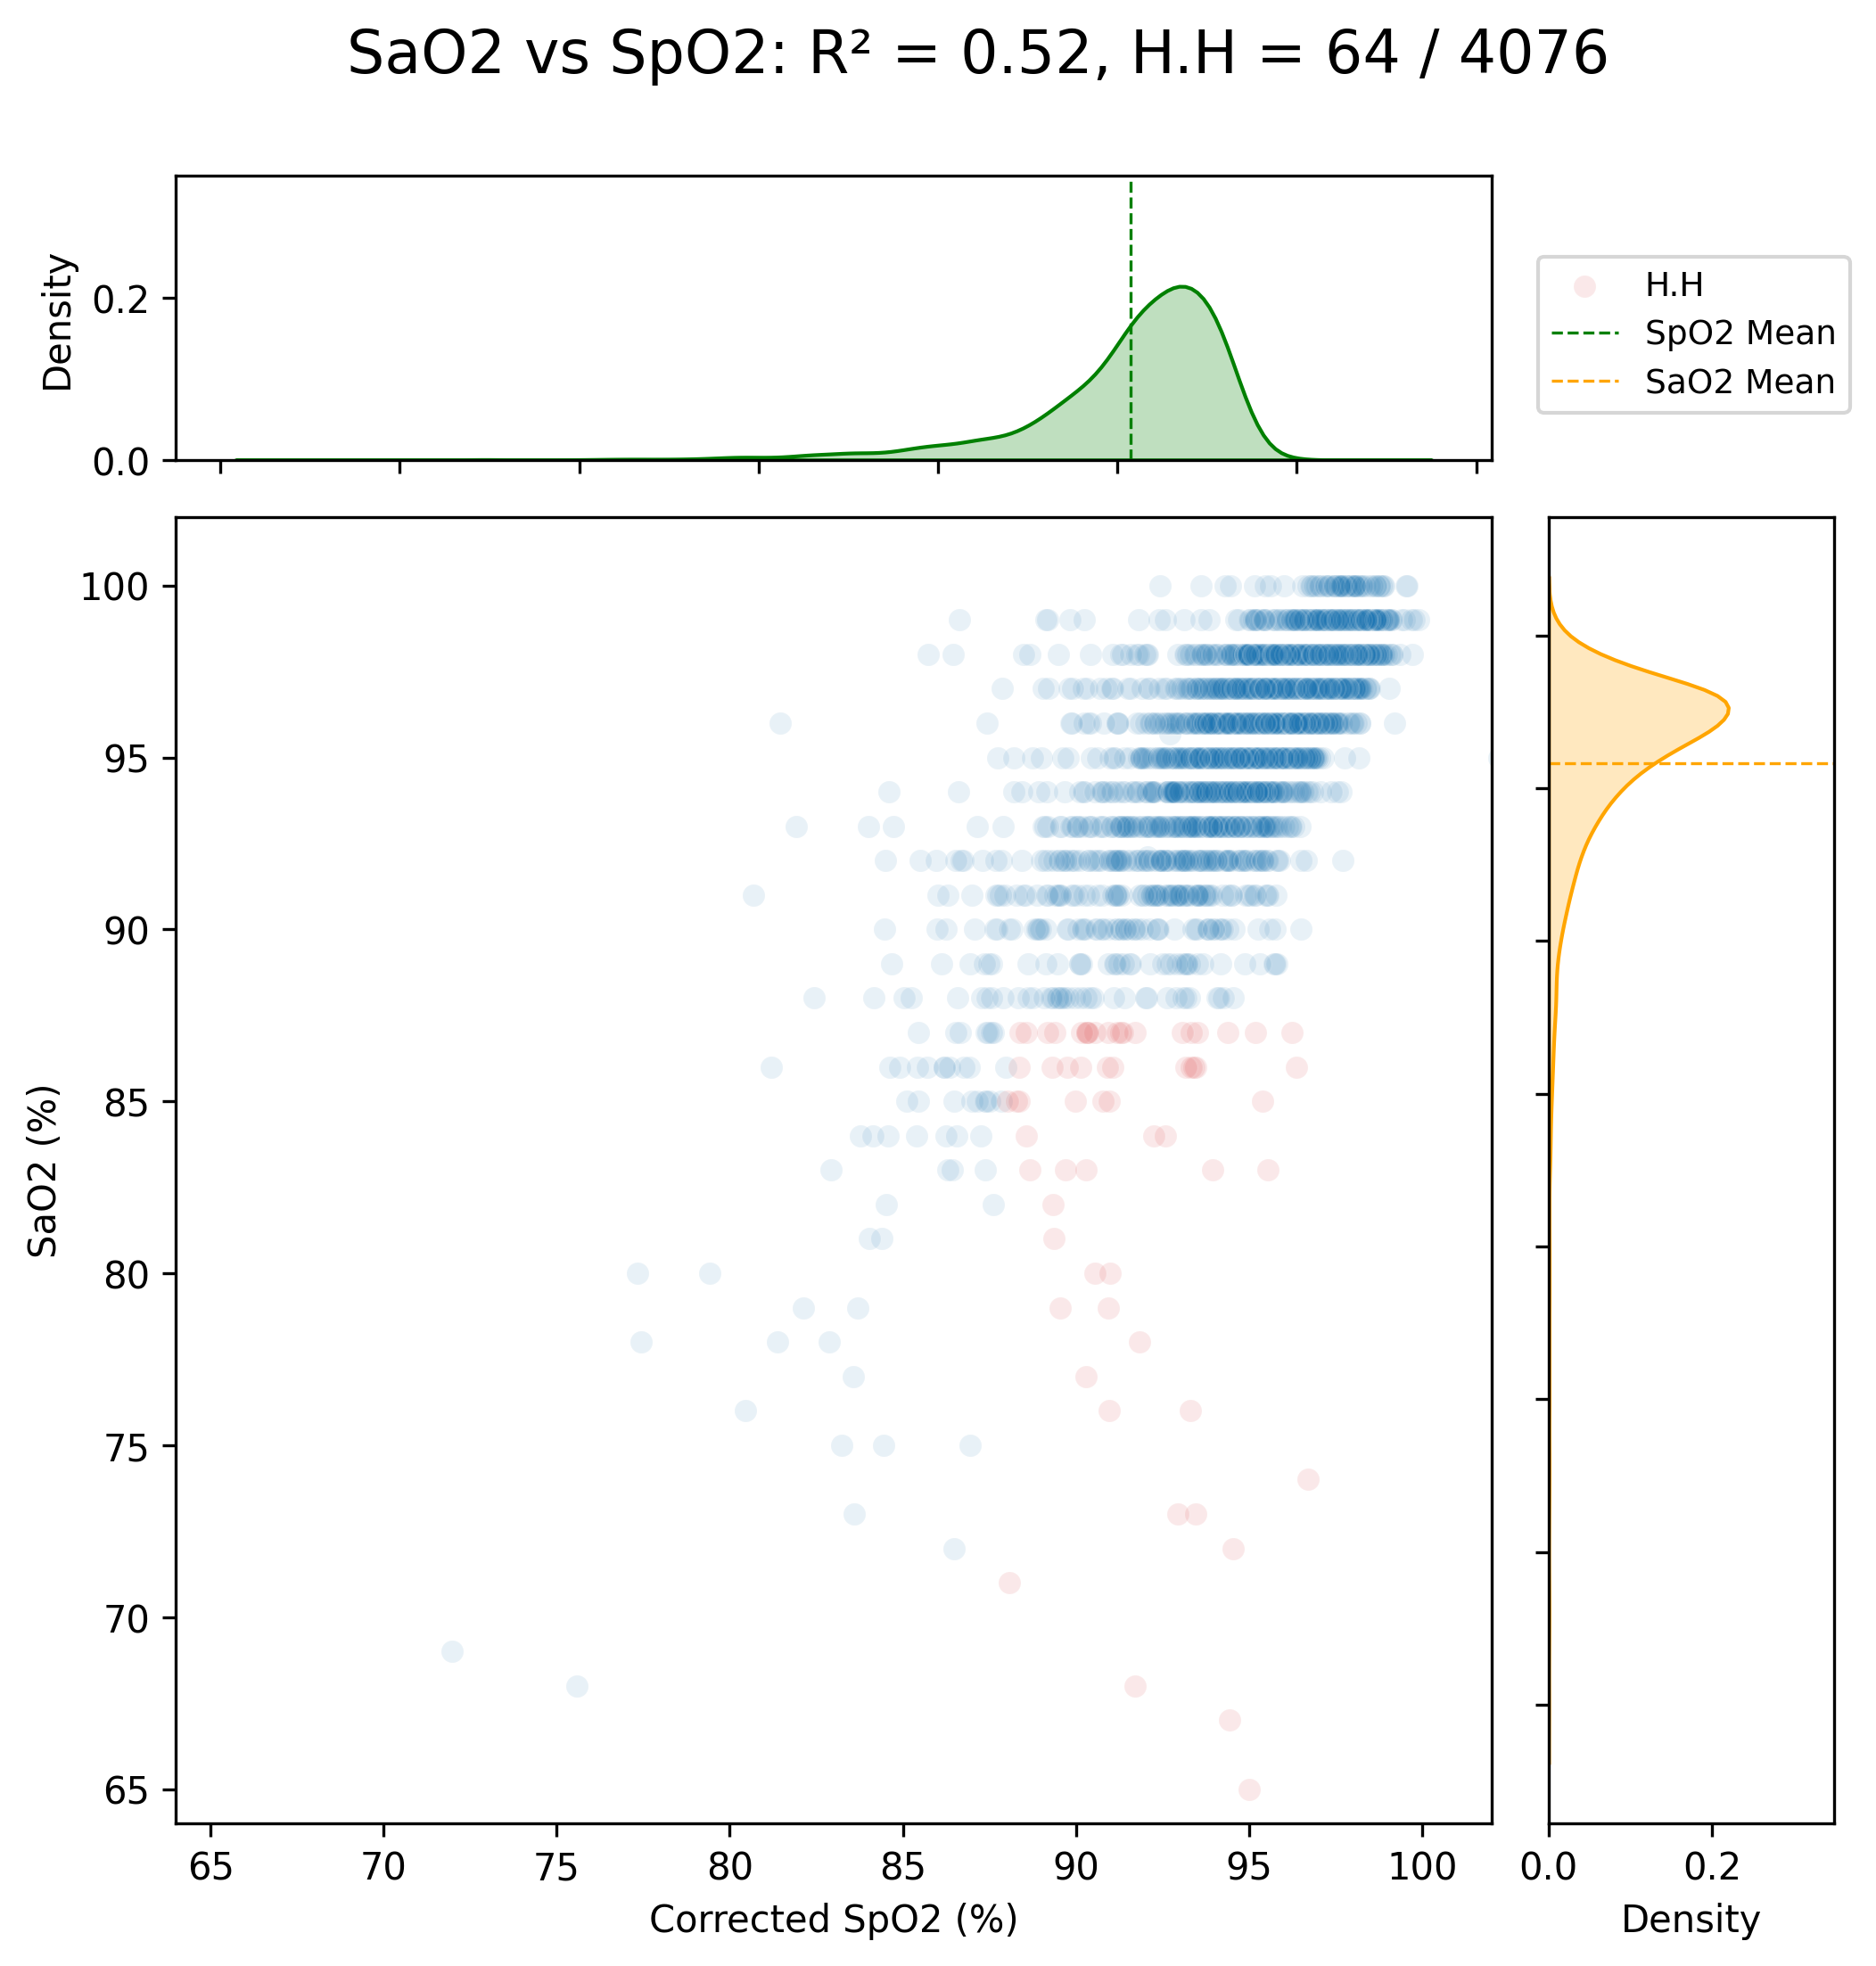 SaO2 vs SpO2: R² = 0.52, H.H = 64 / 4076
Density
0.2
0.0
H.H
SpO2 Mean
SaO2 Mean
SaO2 (%)
100
95
90
85
80
75
70
65
65 70 75 80 85 90 95 100
Corrected SpO2 (%)
0.0 0.2
Density